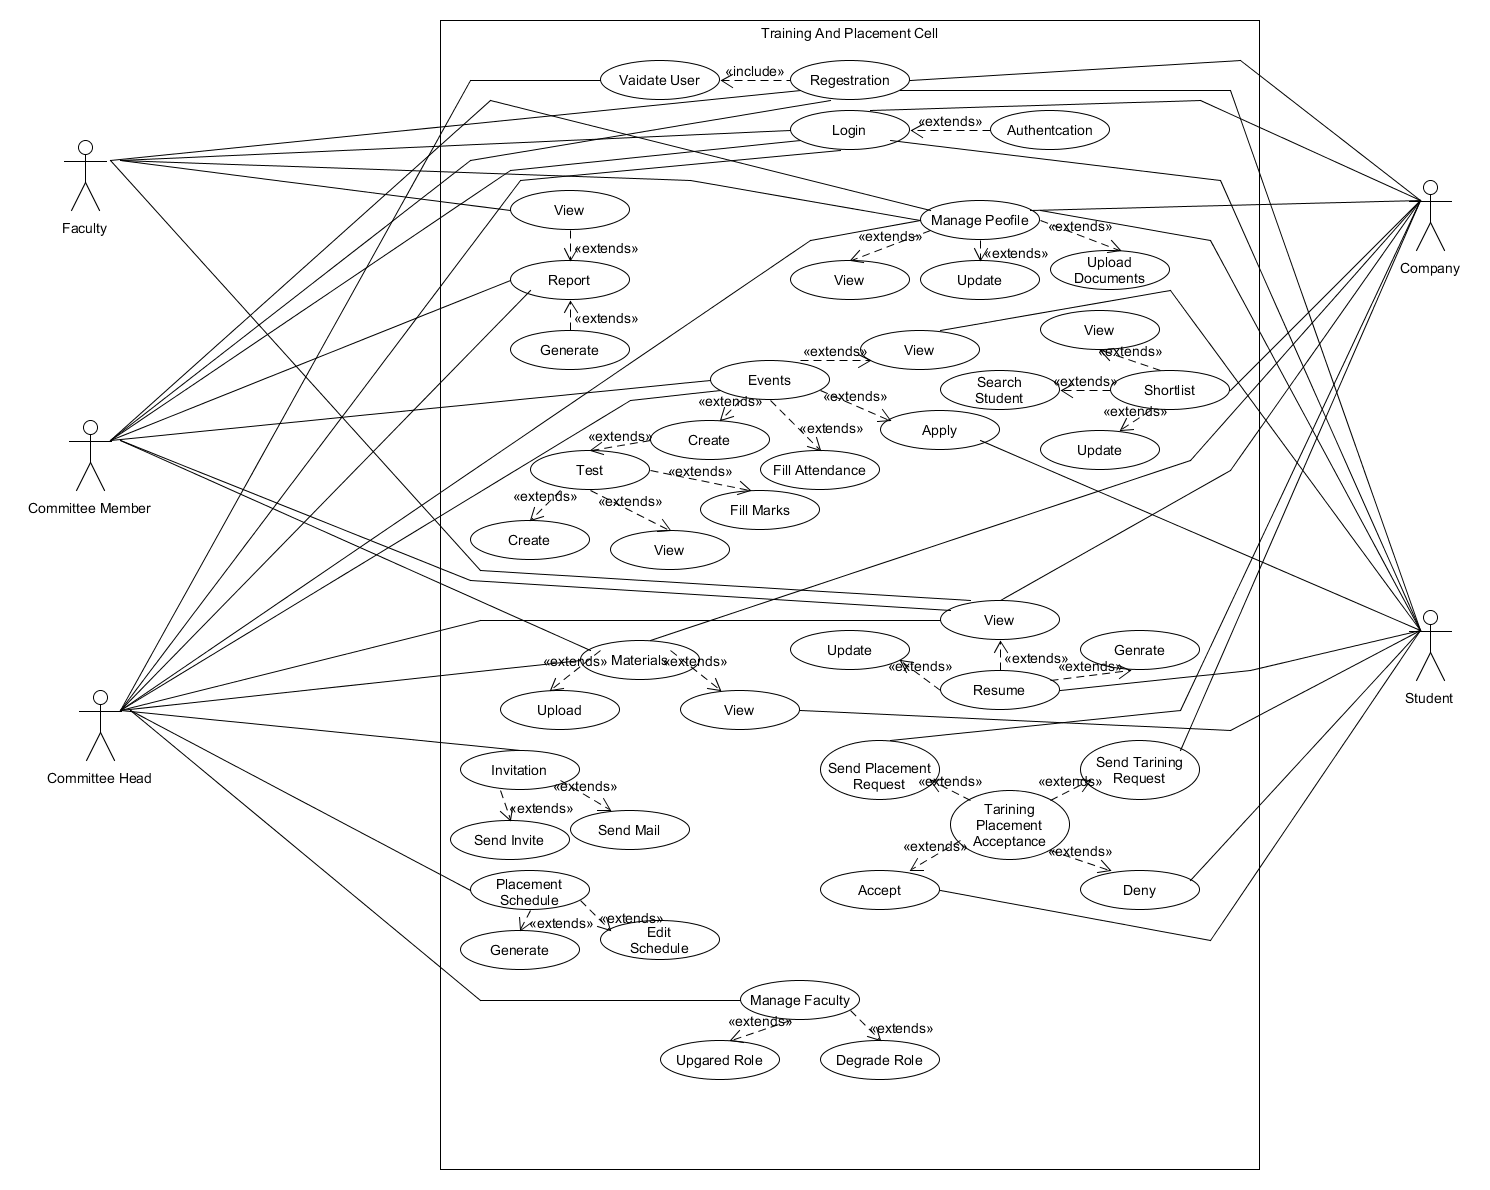 Training And Placement Cell
Vaidate User
«include»
Regestration
Login
«extends»
Authentcation
Faculty
Company
View
«extends»
Report
«extends»
Generate
Manage Peofile
«extends»
«extends»
«extends»
View
Update
Upload
Documents
View
«extends»
Shortlist
«extends»
Search
Student
«extends»
Update
Events
«extends»
View
«extends»
«extends»
«extends»
Create
Fill Attendance
Apply
«extends»
Test
«extends»
«extends»
«extends»
Create
View
Fill Marks
Committee Member
View
«extends»
Update
«extends»
Resume
«extends»
Genrate
Student
Materials
«extends»
«extends»
Upload
View
Committee Head
Invitation
«extends»
«extends»
Send Invite
Send Mail
Send Placement
Request
«extends»
«extends»
Send Tarining
Request
Tarining
Placement
Acceptance
«extends»
«extends»
Accept
Deny
Placement
Schedule
«extends»
«extends»
Generate
Edit
Schedule
Manage Faculty
«extends»
«extends»
Upgared Role
Degrade Role